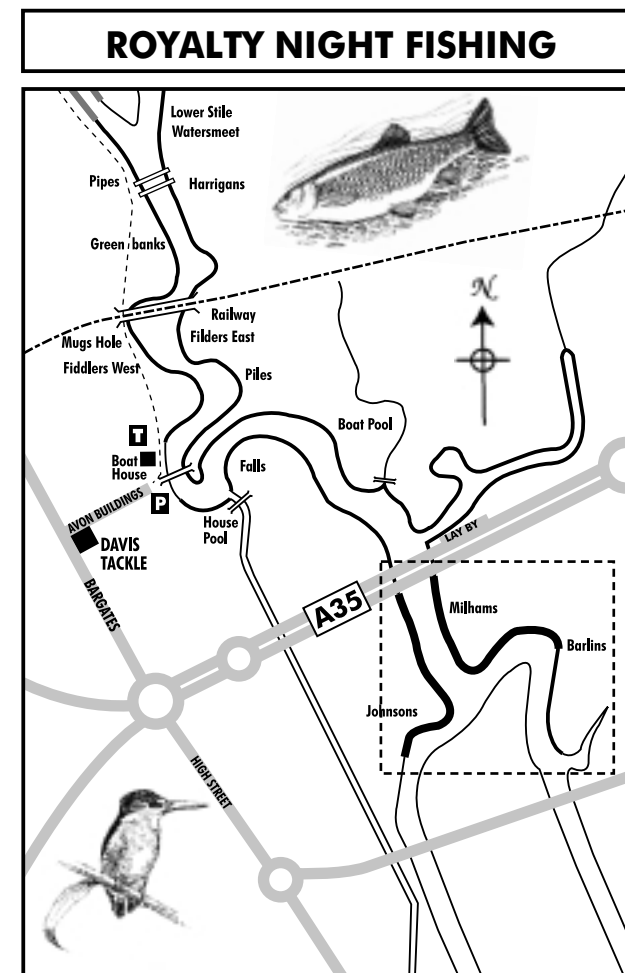 ROYALTY NIGHT FISHING
Lower Stile
Watersmeet
Pipes
Harrigans
Green banks
N
Railway
Filders East
Mugs Hole
Fiddlers West
Piles
Boat Pool
T
Boat
House
Falls
P
AVON BUILDINGS
House
Pool
LAY BY
DAVIS
TACKLE
BARGATES
A35
Milhams
Barlins
Johnsons
HIGH STREET